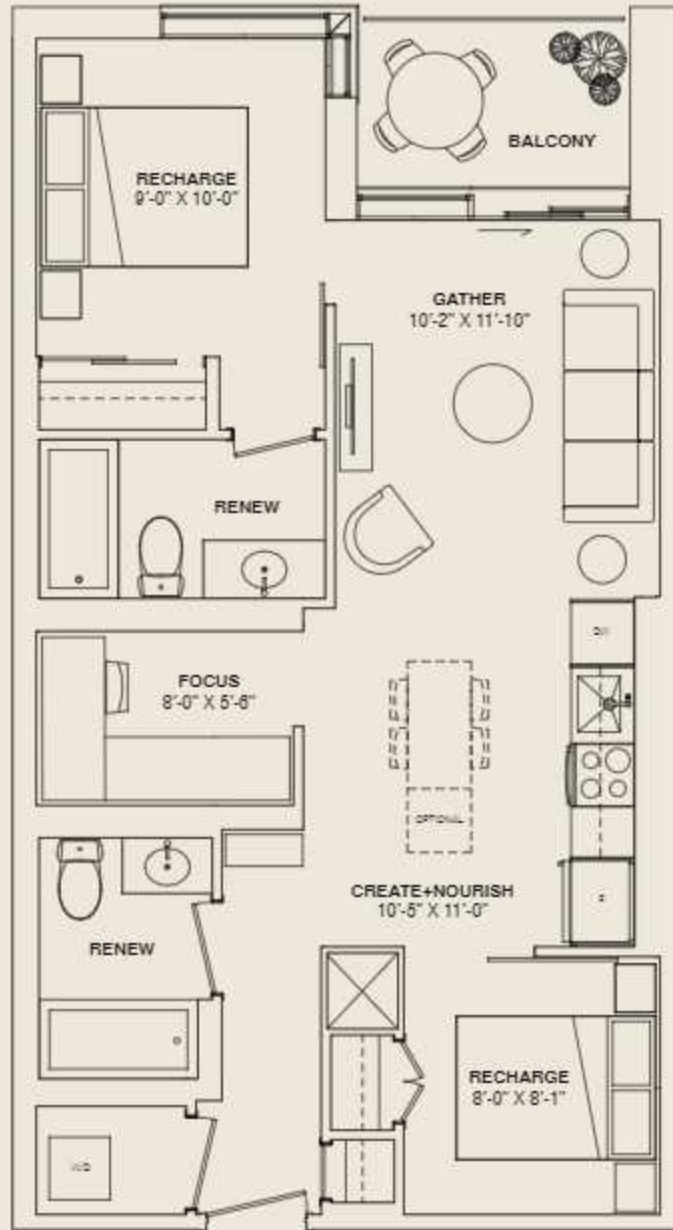 BALCONY
RECHARGE
9'-0" X 10'-0"
GATHER
10'-2" X 11'-10"
RENEW
FOCUS
8'-0" X 5'-6"
OPTIONAL
CREATE+NOURISH
10'-5" X 11'-0"
RENEW
RECHARGE
8'-0" X 8'-1"